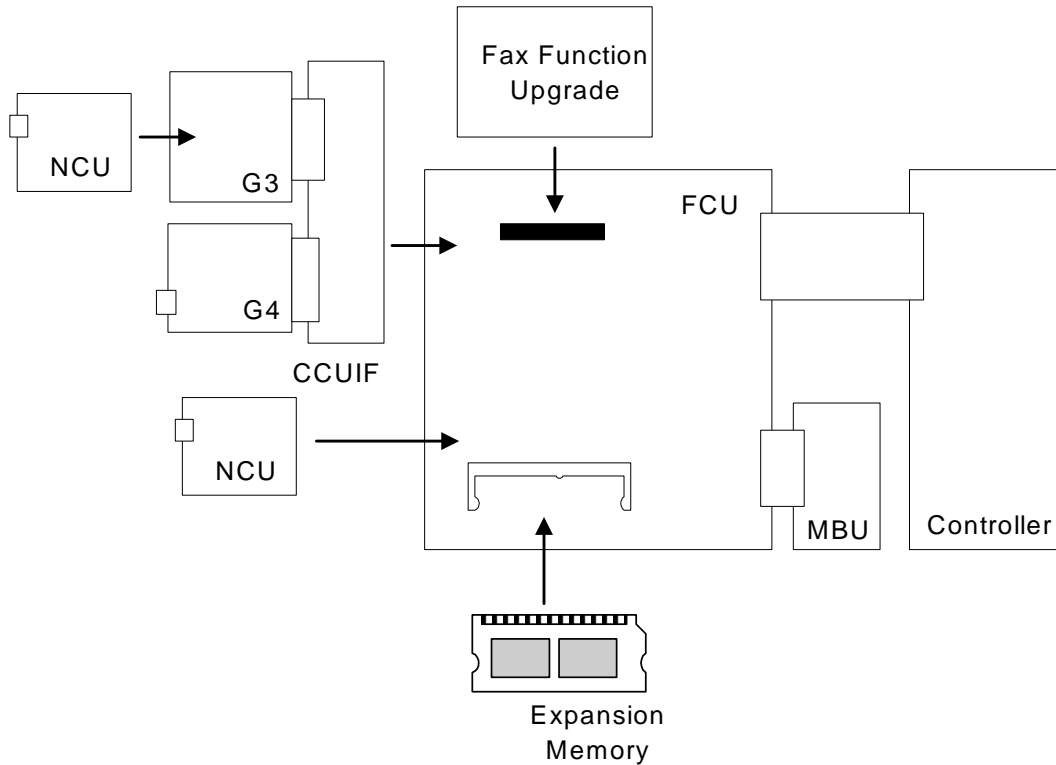 Fax Function
Upgrade
NCU
G3
FCU
G4
CCUIF
NCU
MBU
Controller
Expansion
Memory